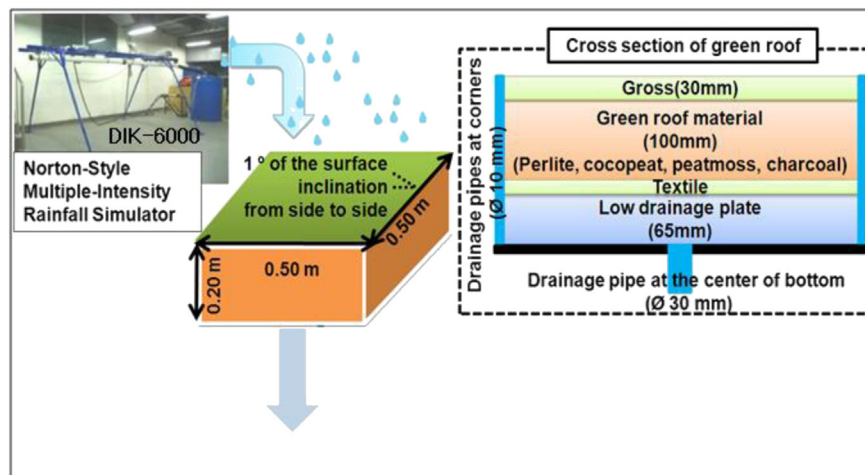 DIK-6000
Norton-Style
Multiple-Intensity
Rainfall Simulator
1 º of the surface
inclination
from side to side
0.50 m
0.50 m
0.20 m
Cross section of green roof
Drainage pipes at corners
(Ø 10 mm)
Gross(30mm)
Green roof material
(100mm)
(Perlite, cocopeat, peatmoss, charcoal)
Textile
Low drainage plate
(65mm)
Drainage pipe at the center of bottom
(Ø 30 mm)